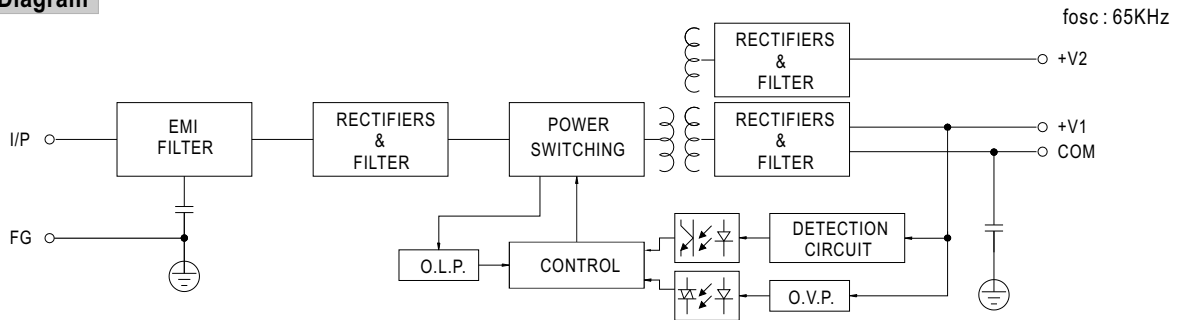 Diagram
fosc : 65KHz
RECTIFIERS
&
FILTER
+V2
I/P
EMI
FILTER
RECTIFIERS
&
FILTER
POWER
SWITCHING
RECTIFIERS
&
FILTER
+V1
COM
FG
O.L.P.
CONTROL
DETECTION
CIRCUIT
O.V.P.